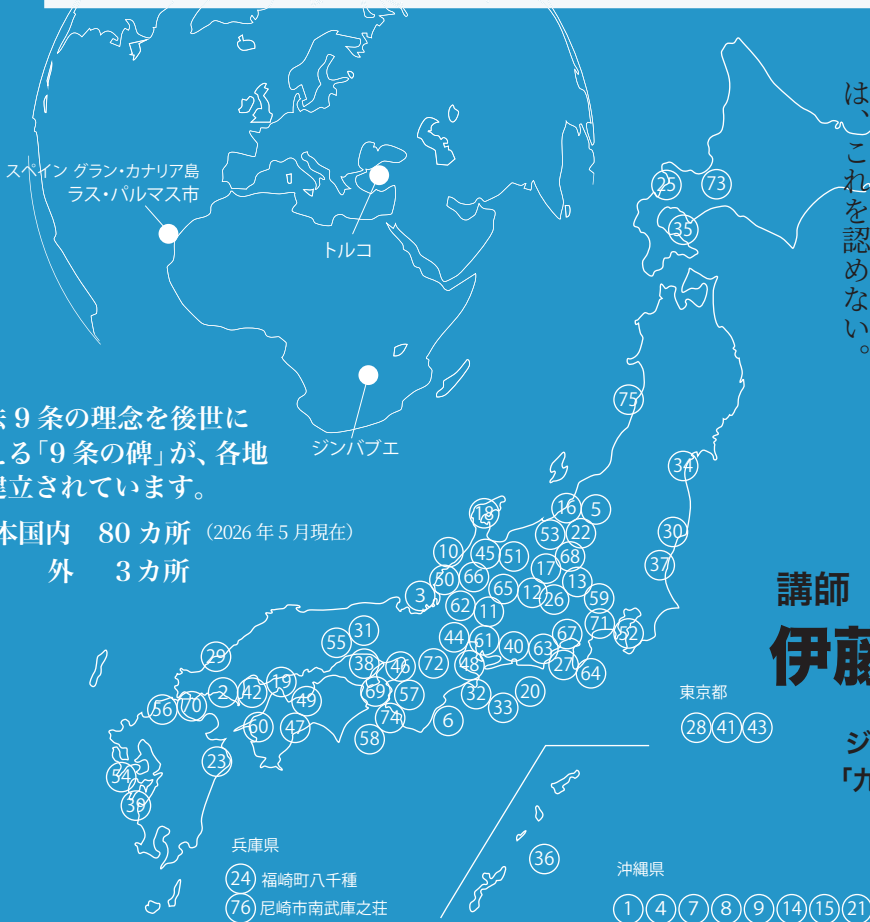 は、これを認めない。
スペイン グラン・カナリア島
ラス・パルマス市
トルコ
ジンバブエ
9条の理念を後世に
る「9条の碑」が、各地
立されています。
本国内 80カ所（2026年5月現在）
外 3カ所
講師
伊藤
ジ
「九
25 73
35
75
34
18 16 5
53 22 30
10 45 51 68 37
50 66 17 13
3 65 12 26 59
62 11 71 52
31 44 61 40 63 67
55 38 46 72 48 27 64
29
2 42 19 49 69 57 32 20
56 70 33
60 47 74 6
23 58
54
39
36
東京都
28 41 43
兵庫県
24 福崎町八千種
76 尼崎市南武庫之荘
沖縄県
1 4 7 8 9 14 15 21